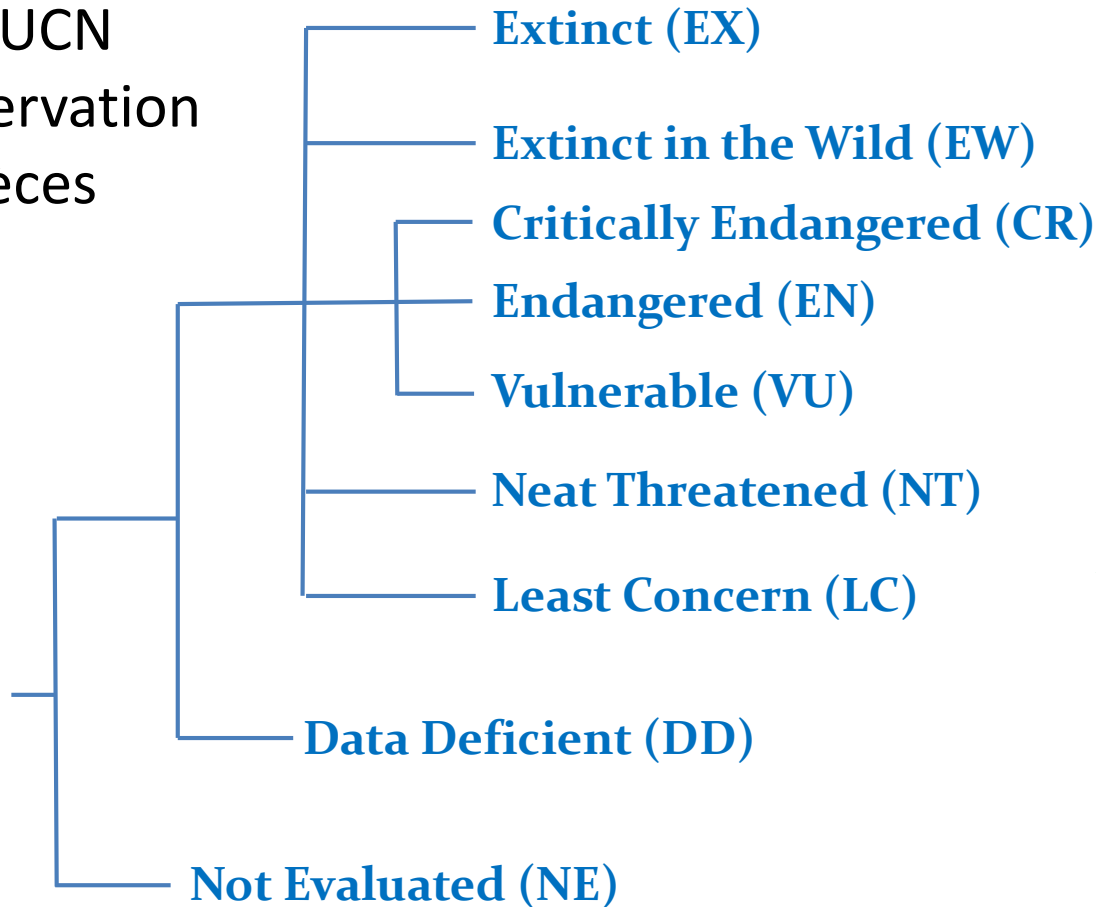 UCN
ervation
eces
Extinct (EX)
Extinct in the Wild (EW)
Critically Endangered (CR)
Endangered (EN)
Vulnerable (VU)
Neat Threatened (NT)
Least Concern (LC)
Data Deficient (DD)
Not Evaluated (NE)